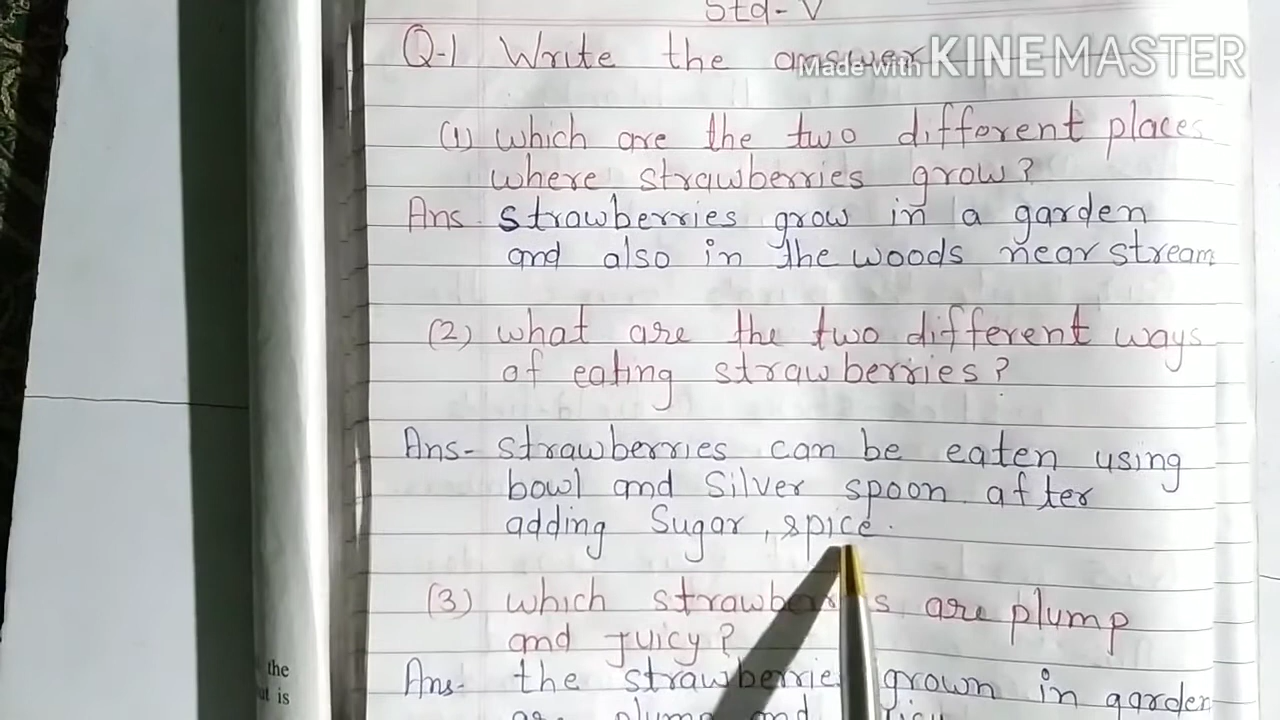 Std- V
Q-1 Write the answer
Made with KINEMASTER
(1) which are the two different places
where strawberries grow?
Ans - strawberries grow in a garden
and also in the woods near stream
(2) what are the two different ways
of eating strawberries?
Ans- strawberries can be eaten using
bowl and silver spoon after
adding Sugar, spice.
(3) which are plump
and juicy?
Ans- the strawberries grown in garden
are plump and
the
is